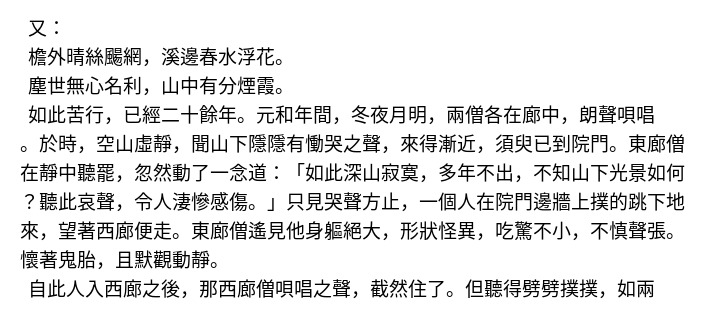 又：
檐外晴絲颺網，溪邊春水浮花。
塵世無心名利，山中有分煙霞。
如此苦行，已經二十餘年。元和年間，冬夜月明，兩僧各在廊中，朗聲唄唱
。於時，空山虛靜，聞山下隱隱有慟哭之聲，來得漸近，須臾已到院門。東廊僧
在靜中聽罷，忽然動了一念道：「如此深山寂寞，多年不出，不知山下光景如何
？聽此哀聲，令人淒慘感傷。」只見哭聲方止，一個人在院門邊牆上撲的跳下地
來，望著西廊便走。東廊僧遙見他身軀絕大，形狀怪異，吃驚不小，不慎聲張。
懷著鬼胎，且默觀動靜。
自此人入西廊之後，那西廊僧唄唱之聲，截然住了。但聽得劈劈撲撲，如兩